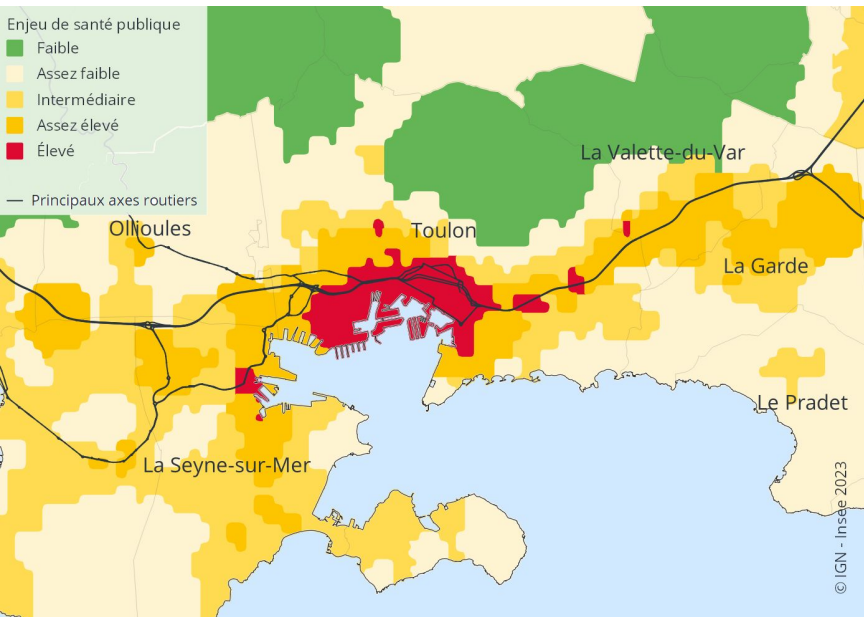 Enjeu de santé publique
Faible
Assez faible
Intermédiaire
Assez élevé
Élevé
Principaux axes routiers
La Valette-du-Var
Ollioules
Toulon
La Garde
Le Pradet
La Seyne-sur-Mer
© IGN - Insee 2023